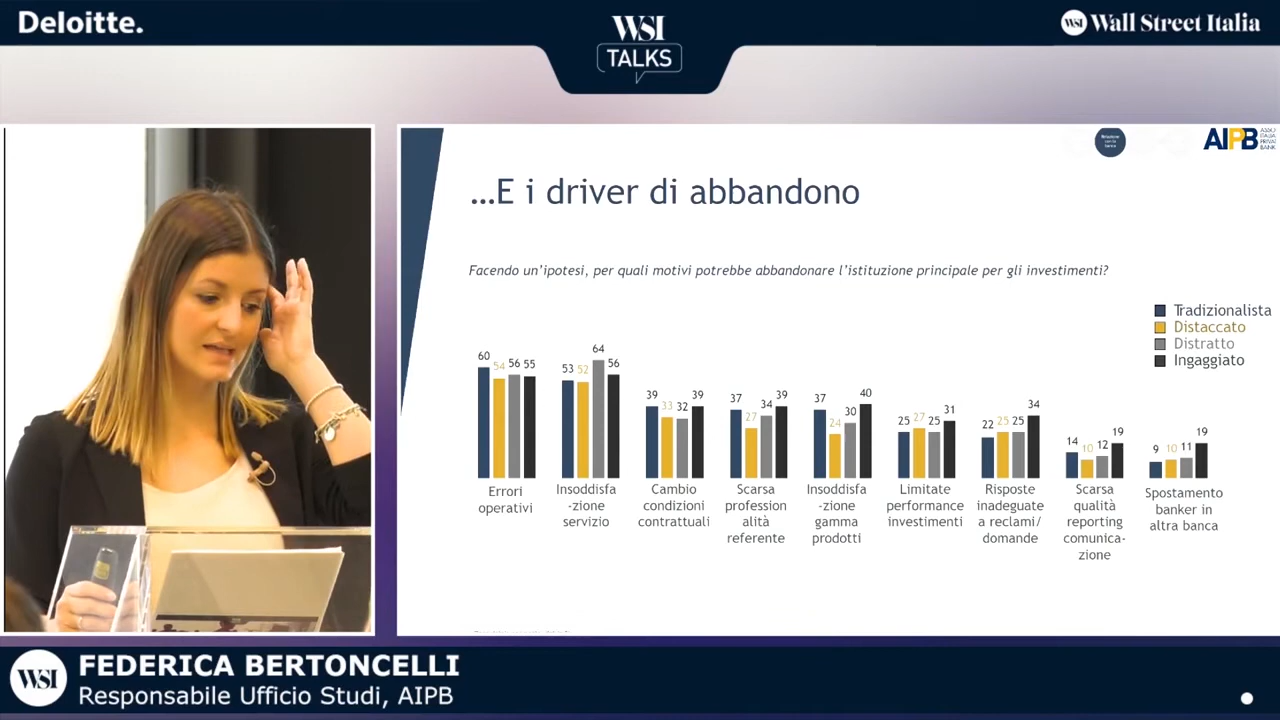 Deloitte.
WSI
TALKS
WSI Wall Street Italia
AIPB
...E i driver di abbandono
Facendo un'ipotesi, per quali motivi potrebbe abbandonare l'istituzione principale per gli investimenti?
Tradizionalista
Distaccato
Distratto
Ingaggiato
60 54 56 55
53 52 64 56
39 33 32 39
37 27 34 39
37 24 30 40
25 27 25 31
22 25 25 34
14 10 12 19
9 10 11 19
Errori
operativi
Insoddisfa
-zione
servizio
Cambio
condizioni
contrattuali
Scarsa
profession
alità
referente
Insoddisfa
-zione
gamma
prodotti
Limitate
performance
investimenti
Risposte
inadeguate
a reclami/
domande
Scarsa
qualità
reporting
comunica-
zione
Spostamento
banker in
altra banca
WSI
FEDERICA BERTONCELLI
Responsabile Ufficio Studi, AIPB